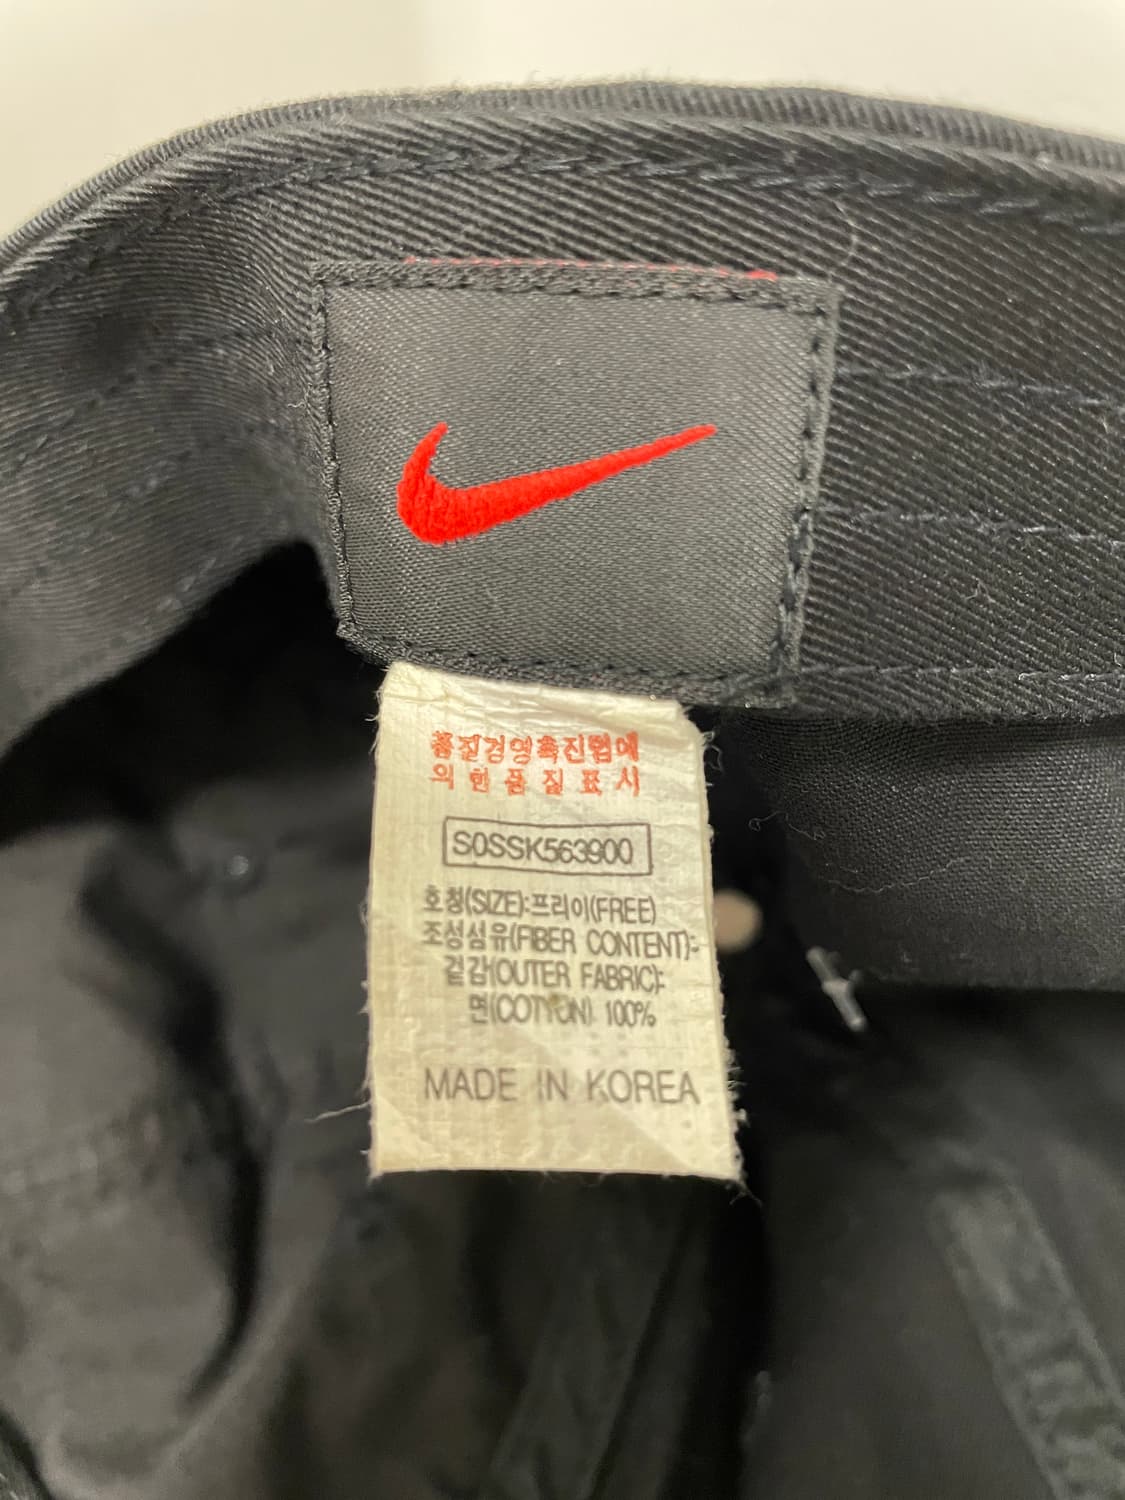 품질경영촉진법에
의한품질표시
S0SSK563900
호칭(SIZE):프리이(FREE)
조성섬유(FIBER CONTENT):
겉감(OUTER FABRIC):
면(COTTON) 100%
MADE IN KOREA